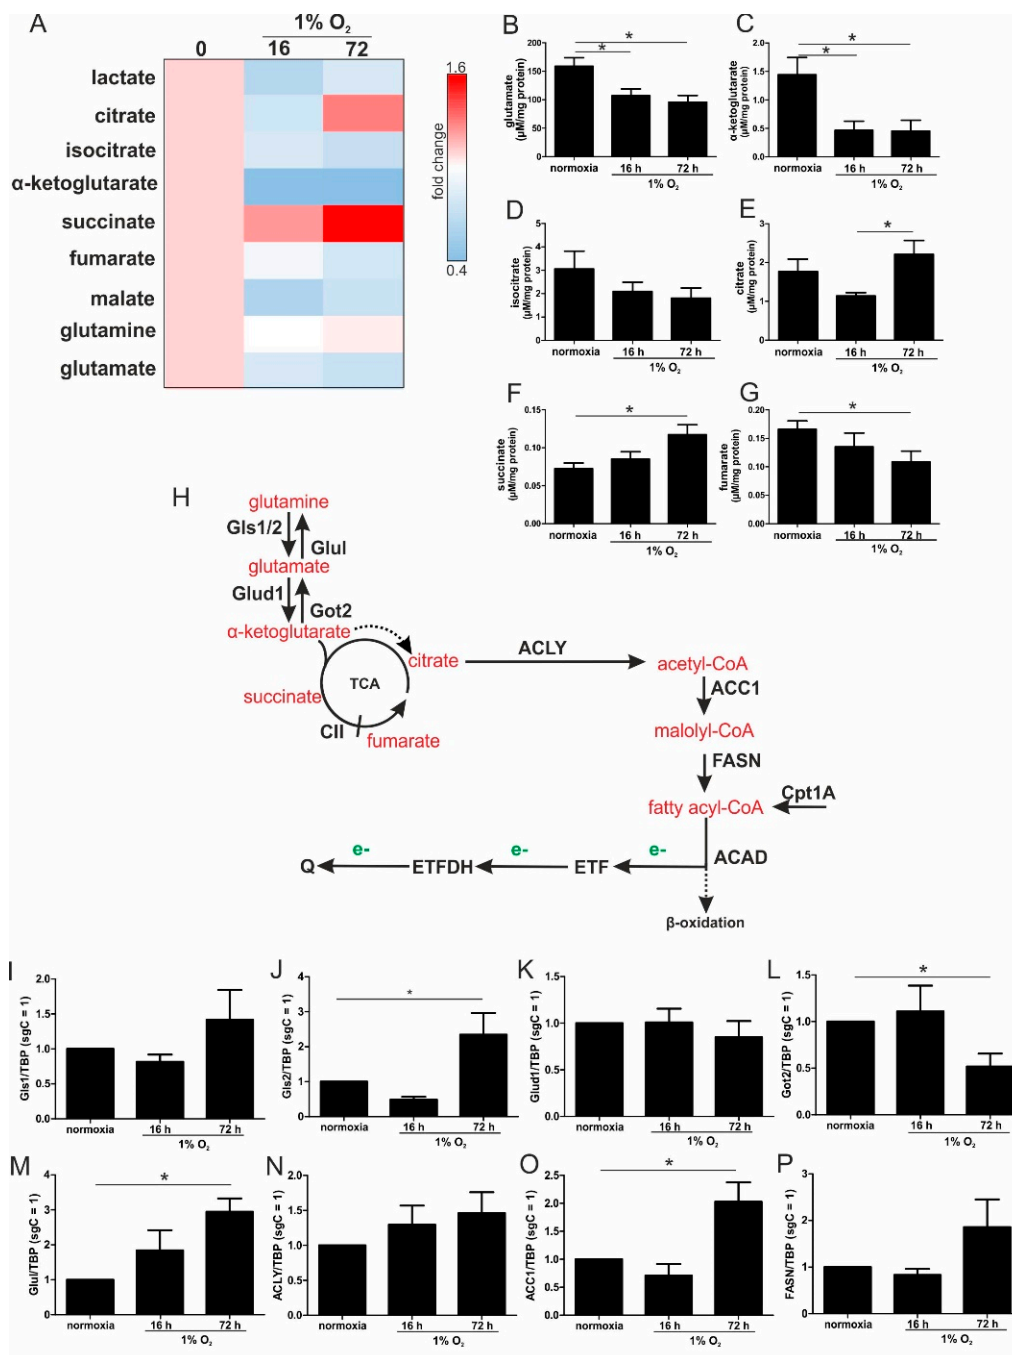 A
1% O2
0 16 72
lactate
citrate
isocitrate
α-ketoglutarate
succinate
fumarate
malate
glutamine
glutamate
1.6
fold change
0.4
B
glutamate
(µM/mg protein)
200
150
100
50
0
*
*
normoxia 16 h 72 h
1% O2
C
α-ketoglutarate
(µM/mg protein)
2.0
1.5
1.0
0.5
0.0
*
*
normoxia 16 h 72 h
1% O2
D
isocitrate
(µM/mg protein)
5
4
3
2
1
0
normoxia 16 h 72 h
1% O2
E
citrate
(µM/mg protein)
3
2
1
0
*
normoxia 16 h 72 h
1% O2
F
succinate
(µM/mg protein)
0.15
0.10
0.05
0.00
*
normoxia 16 h 72 h
1% O2
G
fumarate
(µM/mg protein)
0.20
0.15
0.10
0.05
0.00
*
normoxia 16 h 72 h
1% O2
H
glutamine
Gls1/2
Glul
glutamate
Glud1
Got2
α-ketoglutarate
citrate
ACLY
acetyl-CoA
TCA
succinate
ACC1
CII
fumarate
malolyl-CoA
FASN
fatty acyl-CoA
Cpt1A
Q e- ETFDH e- ETF e- ACAD
β-oxidation
I
Gls1/TBP (sgC = 1)
2.0
1.5
1.0
0.5
0.0
normoxia 16 h 72 h
1% O2
J
Gls2/TBP (sgC = 1)
4
3
2
1
0
*
normoxia 16 h 72 h
1% O2
K
Glud1/TBP (sgC = 1)
1.5
1.0
0.5
0.0
normoxia 16 h 72 h
1% O2
L
Got2/TBP (sgC = 1)
1.5
1.0
0.5
0.0
*
normoxia 16 h 72 h
1% O2
M
Glul/TBP (sgC = 1)
4
3
2
1
0
*
normoxia 16 h 72 h
1% O2
N
ACLY/TBP (sgC = 1)
2.0
1.5
1.0
0.5
0.0
normoxia 16 h 72 h
1% O2
O
ACC1/TBP (sgC = 1)
2.5
2.0
1.5
1.0
0.5
0.0
*
normoxia 16 h 72 h
1% O2
P
FASN/TBP (sgC = 1)
3
2
1
0
normoxia 16 h 72 h
1% O2